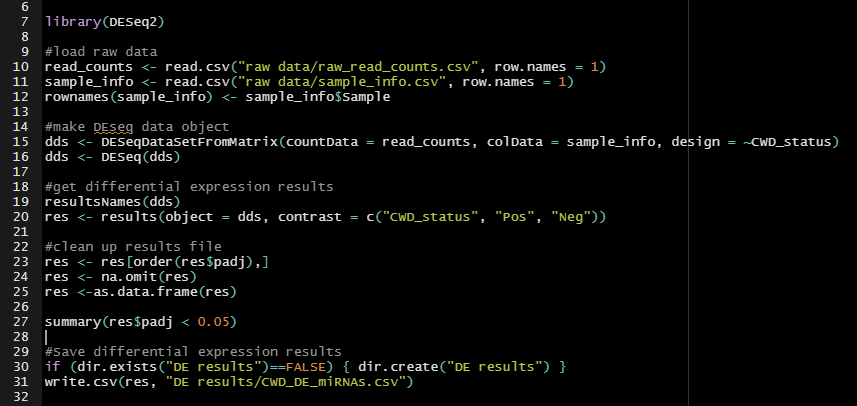 6
7 library(DESeq2)
8
9 #load raw data
10 read_counts <- read.csv("raw data/raw_read_counts.csv", row.names = 1)
11 sample_info <- read.csv("raw data/sample_info.csv", row.names = 1)
12 rownames(sample_info) <- sample_info$Sample
13
14 #make DEseq data object
15 dds <- DESeqDataSetFromMatrix(countData = read_counts, colData = sample_info, design = ~CWD_status)
16 dds <- DESeq(dds)
17
18 #get differential expression results
19 resultsNames(dds)
20 res <- results(object = dds, contrast = c("CWD_status", "Pos", "Neg"))
21
22 #clean up results file
23 res <- res[order(res$padj),]
24 res <- na.omit(res)
25 res <-as.data.frame(res)
26
27 summary(res$padj < 0.05)
28
29 #Save differential expression results
30 if (dir.exists("DE results")==FALSE) { dir.create("DE results") }
31 write.csv(res, "DE results/CWD_DE_miRNAs.csv")
32